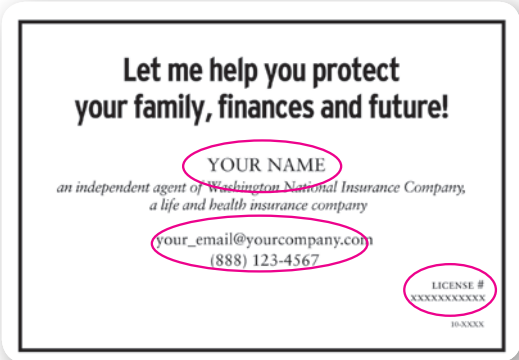 Let me help you protect
your family, finances and future!
YOUR NAME
an independent agent of Washington National Insurance Company,
a life and health insurance company
your_email@yourcompany.com
(888) 123-4567
LICENSE #
XXXXXXXXXXX
10-XXXX